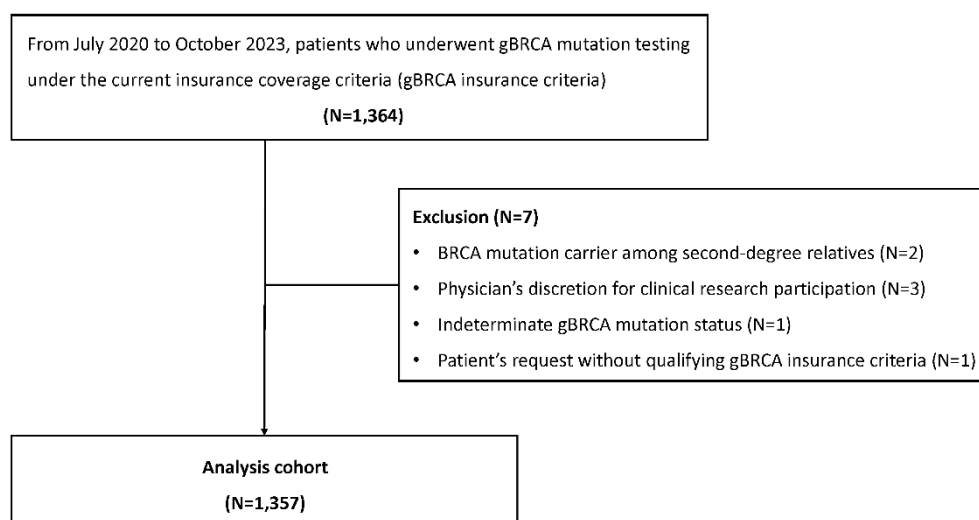 From July 2020 to October 2023, patients who underwent gBRCA mutation testing
under the current insurance coverage criteria (gBRCA insurance criteria)
(N=1,364)
Exclusion (N=7)
• BRCA mutation carrier among second-degree relatives (N=2)
• Physician's discretion for clinical research participation (N=3)
• Indeterminate gBRCA mutation status (N=1)
• Patient's request without qualifying gBRCA insurance criteria (N=1)
Analysis cohort
(N=1,357)